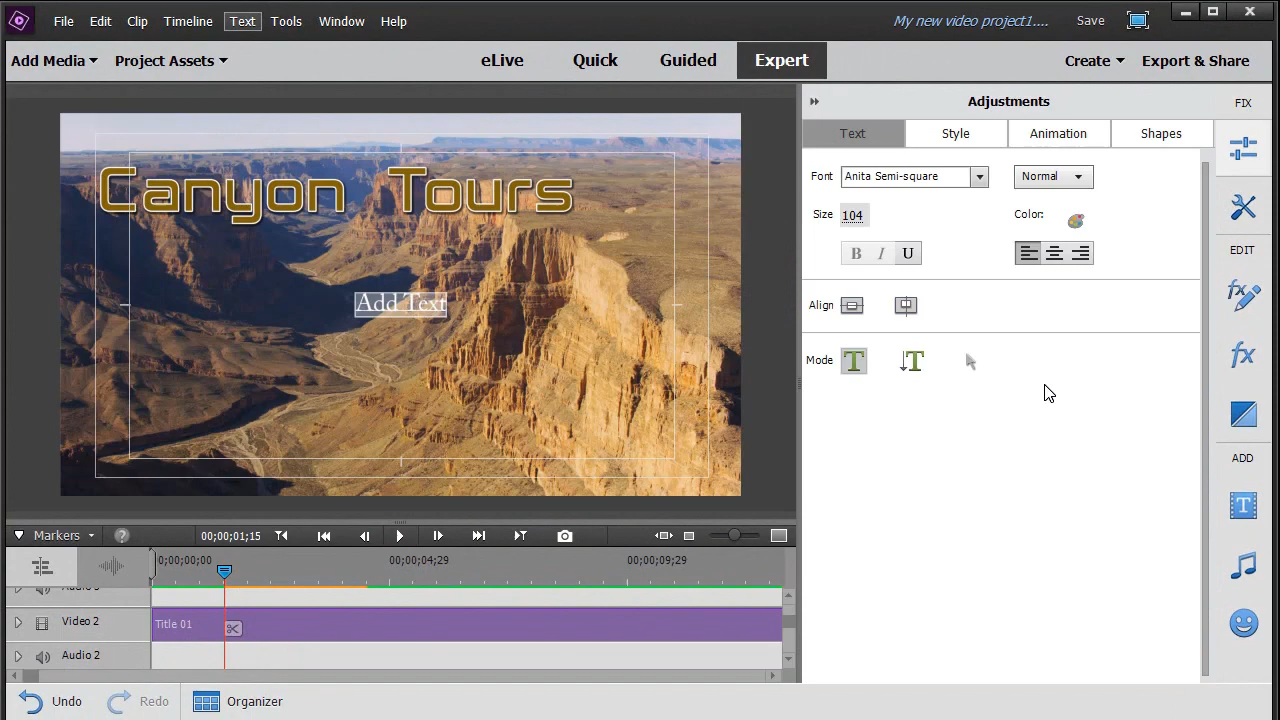 File Edit Clip Timeline Text Tools Window Help My new video project1.... Save
Add Media Project Assets eLive Quick Guided Expert Create Export & Share
Adjustments FIX
Text Style Animation Shapes
Canyon Tours
Font Anita Semi-square Normal
Size 104 Color:
B I U
EDIT
Add Text
Align
Mode T T
fx
ADD
T
Markers ? 00;00;01;15
0;00;00;00 00;00;04;29 00;00;09;29
Video 2 Title 01
Audio 2
Undo Redo Organizer